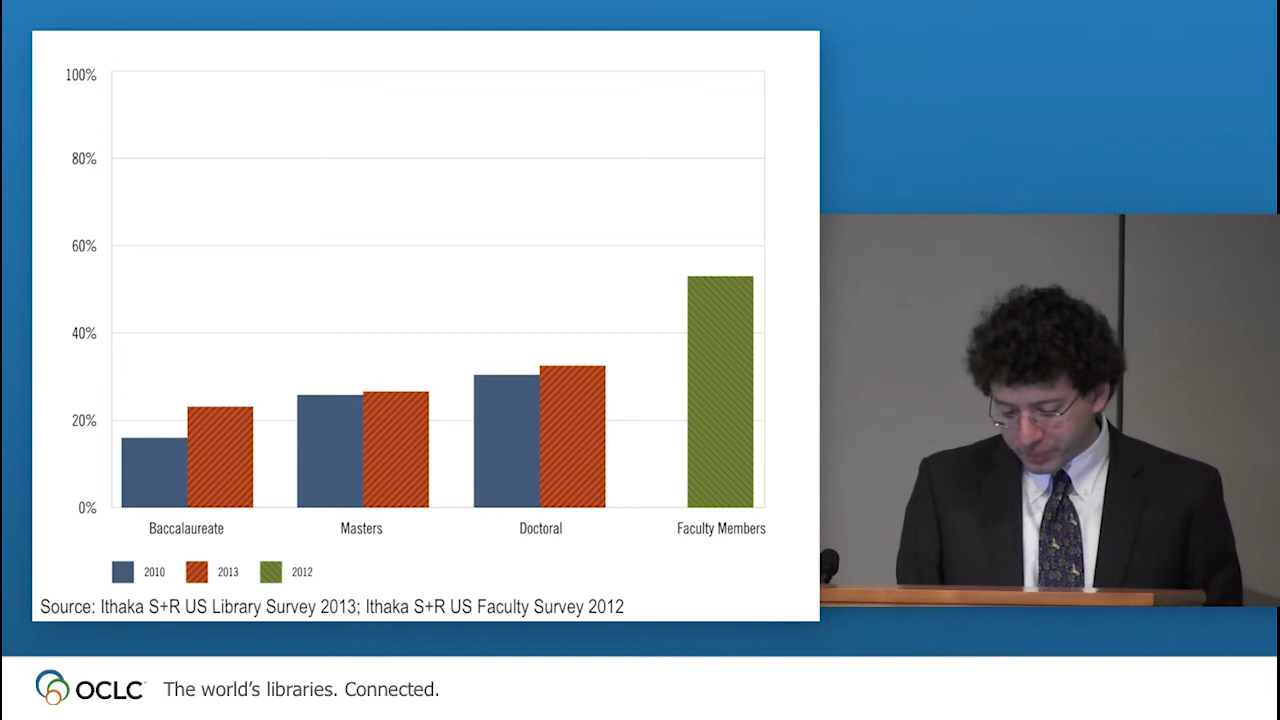 100%
80%
60%
40%
20%
0%
Baccalaureate Masters Doctoral Faculty Members
2010 2013 2012
Source: Ithaka S+R US Library Survey 2013; Ithaka S+R US Faculty Survey 2012
OCLC The world's libraries. Connected.